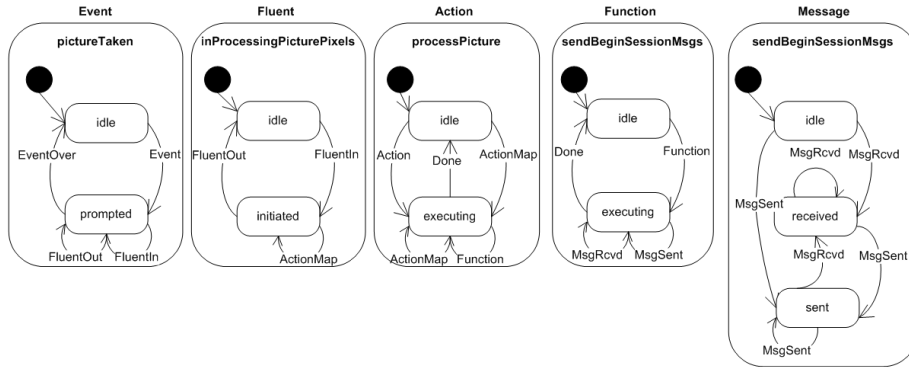 Event
Fluent
Action
Function
Message
pictureTaken
inProcessingPicturePixels
processPicture
sendBeginSessionMsgs
sendBeginSessionMsgs
idle
EventOver
Event
prompted
FluentOut
FluentIn
idle
FluentOut
FluentIn
initiated
ActionMap
idle
Action
Done
ActionMap
executing
ActionMap
Function
idle
Done
Function
executing
MsgRcvd
MsgSent
idle
MsgRcvd
MsgRcvd
MsgSent
received
MsgRcvd
MsgSent
sent
MsgSent